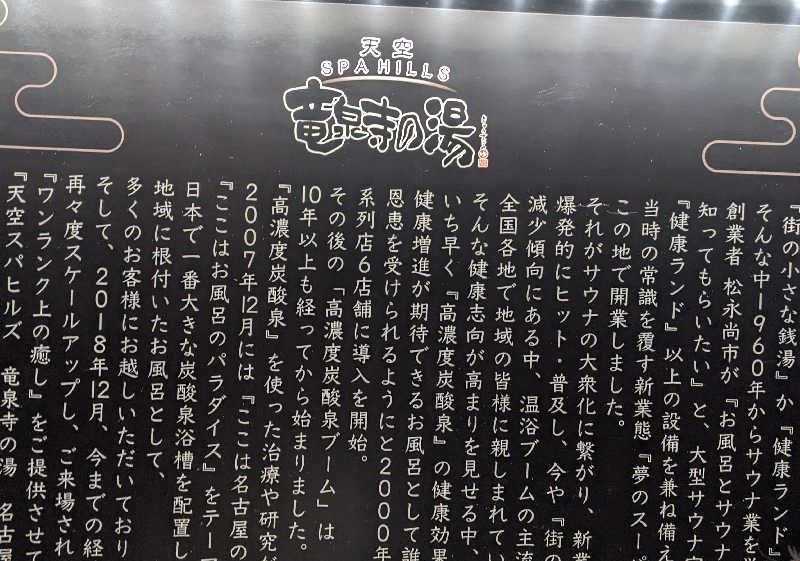 天空
SPA HILLS
竜泉寺の湯
『街の小さな銭湯』か『健康ランド』
そんな中1960年からサウナ業を営
創業者 松永尚市が『お風呂とサウナ
知ってもらいたい』と、大型サウナ
『健康ランド』以上の設備を兼ね備え
当時の常識を覆す新業態『夢のスーパ
この地で開業しました。
それがサウナの大衆化に繋がり、新業
爆発的にヒット・普及し、今や『街の
減少傾向にある中、温浴ブームの主流
全国各地で地域の皆様に親しまれてい
そんな健康志向が高まりを見せる中、
いち早く『高濃度炭酸泉』の健康効果
健康増進が期待できるお風呂として誰
恩恵を受けられるようにと2000年
系列店6店舗に導入を開始。
その後の「高濃度炭酸泉ブーム」は
10年以上も経ってから始まりました。
『高濃度炭酸泉』を使った治療や研究が
2007年12月には『ここは名古屋の
『ここはお風呂のパラダイス』をテー
日本で一番大きな炭酸泉浴槽を配置し
地域に根付いたお風呂として、
多くのお客様にお越しいただいており
そして、2018年12月、今までの経
再々度スケールアップし、ご来場され
『ワンランク上の癒し』をご提供させて
『天空スパヒルズ 竜泉寺の湯 名古屋